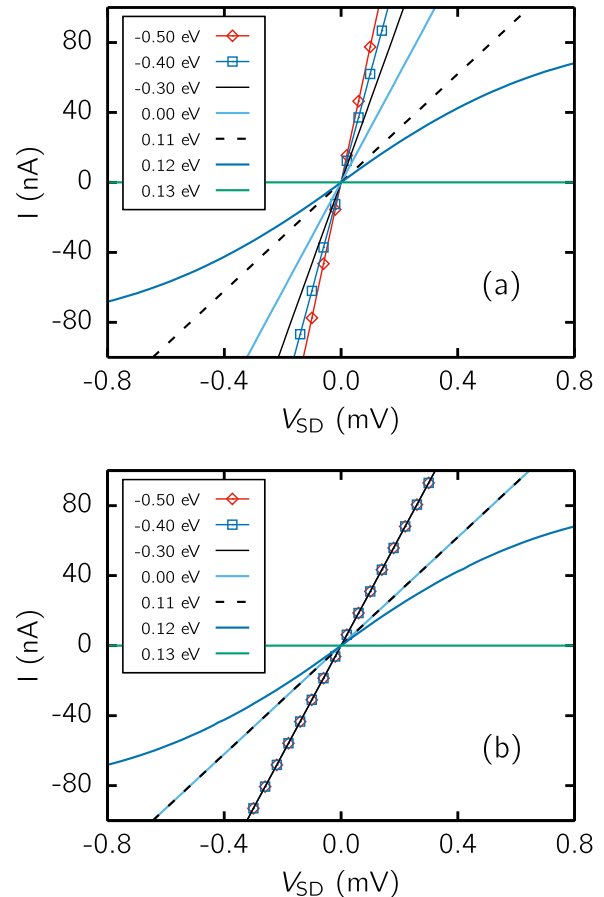 80
40
0
-40
-80
I (nA)
-0.50 eV
-0.40 eV
-0.30 eV
0.00 eV
0.11 eV
0.12 eV
0.13 eV
(a)
-0.8 -0.4 0.0 0.4 0.8
V_SD (mV)
80
40
0
-40
-80
I (nA)
-0.50 eV
-0.40 eV
-0.30 eV
0.00 eV
0.11 eV
0.12 eV
0.13 eV
(b)
-0.8 -0.4 0.0 0.4 0.8
V_SD (mV)